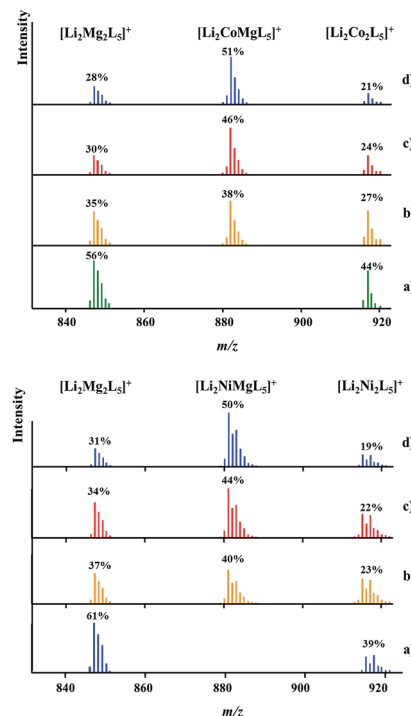 Intensity
[Li₂Mg₂L₅]⁺ [Li₂CoMgL₅]⁺ [Li₂Co₂L₅]⁺
28% 51% 21% d)
30% 46% 24% c)
35% 38% 27% b
56% 44% a)
840 860 880 900 920
m/z
Intensity
[Li₂Mg₂L₅]⁺ [Li₂NiMgL₅]⁺ [Li₂Ni₂L₅]⁺
31% 50% 19% d)
34% 44% 22% c)
37% 40% 23% b
61% 39% a)
840 860 880 900 920
m/z